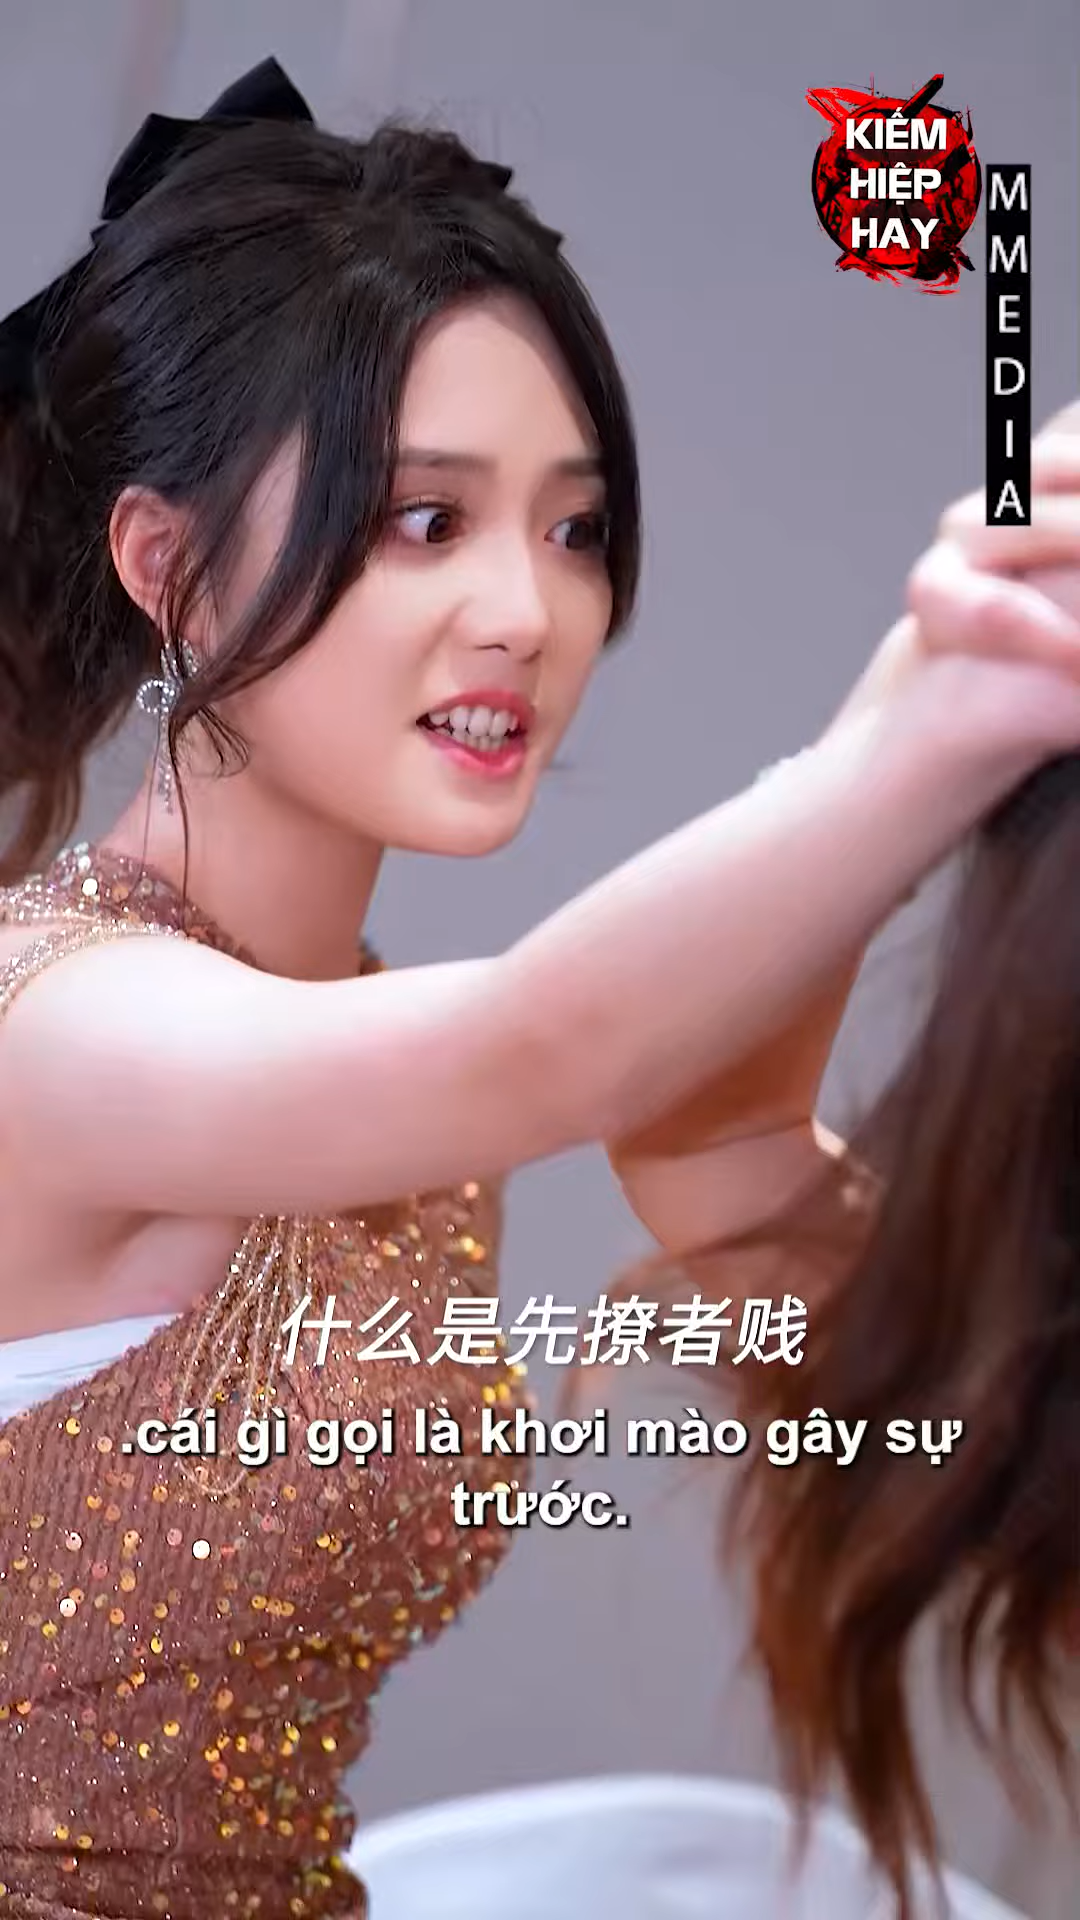 KIẾM
HIỆP
HAY
MMEDIA
什么是先撩者贱
.cái gì gọi là khơi mào gây sự
trước.